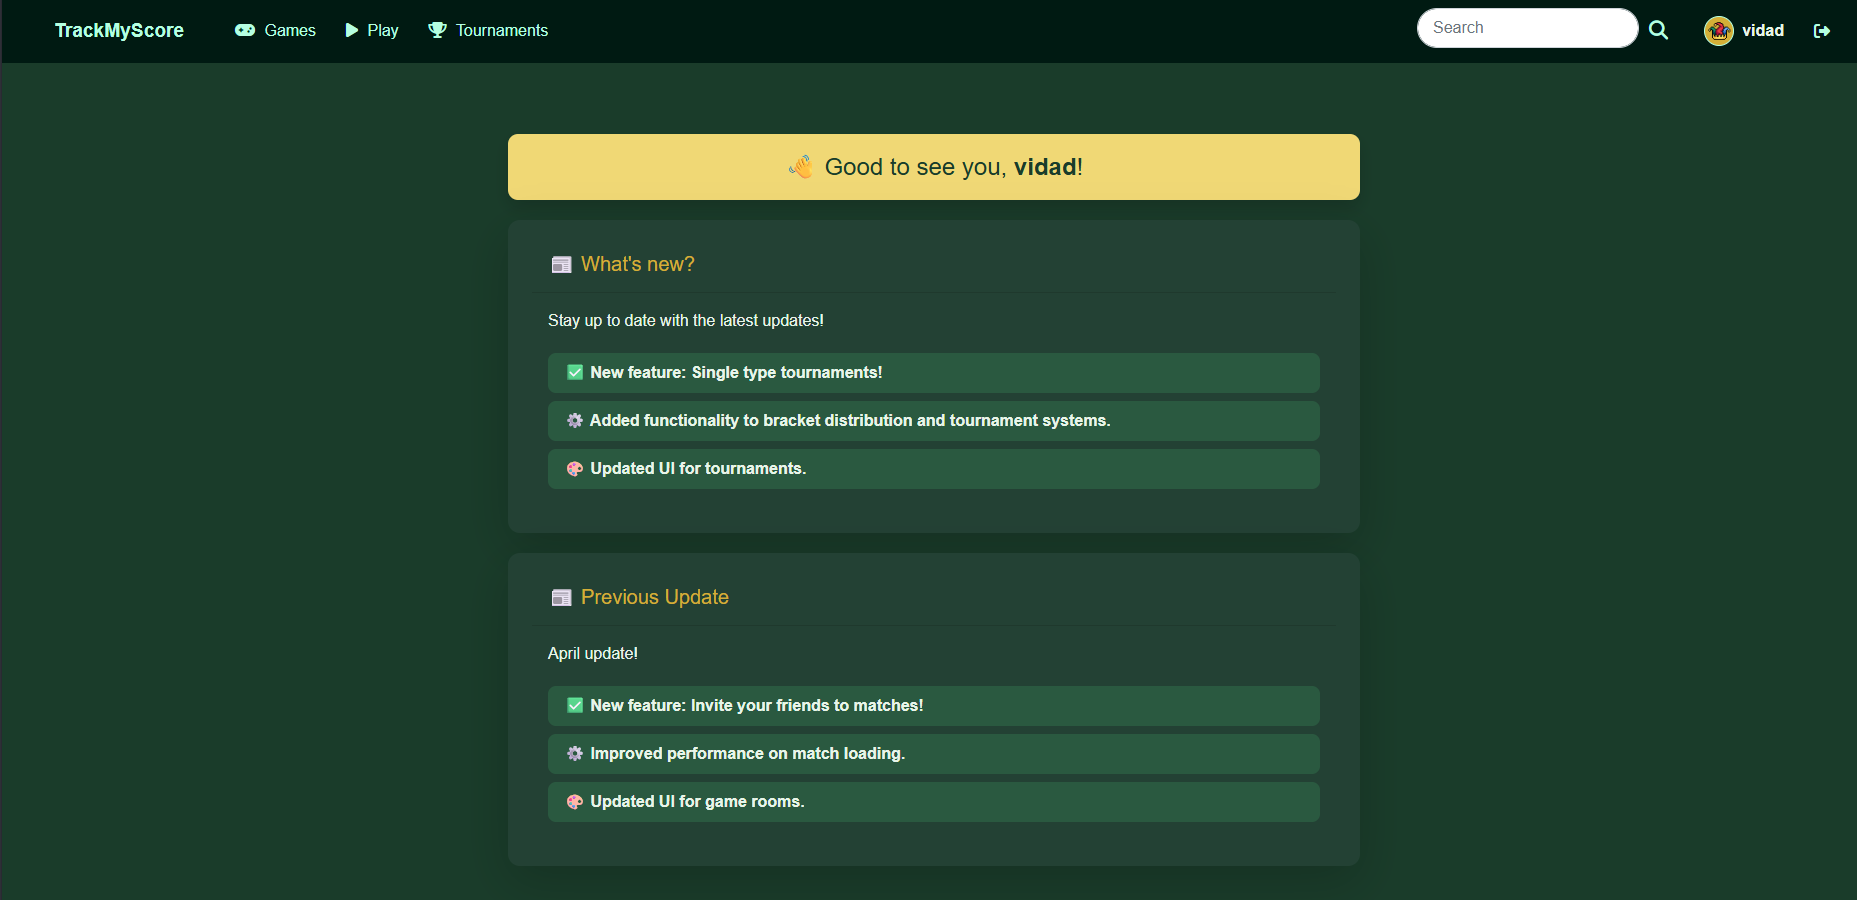 TrackMyScore
Games
Play
Tournaments
Search
vidad
Good to see you, vidad!
What's new?
Stay up to date with the latest updates!
New feature: Single type tournaments!
Added functionality to bracket distribution and tournament systems.
Updated UI for tournaments.
Previous Update
April update!
New feature: Invite your friends to matches!
Improved performance on match loading.
Updated UI for game rooms.